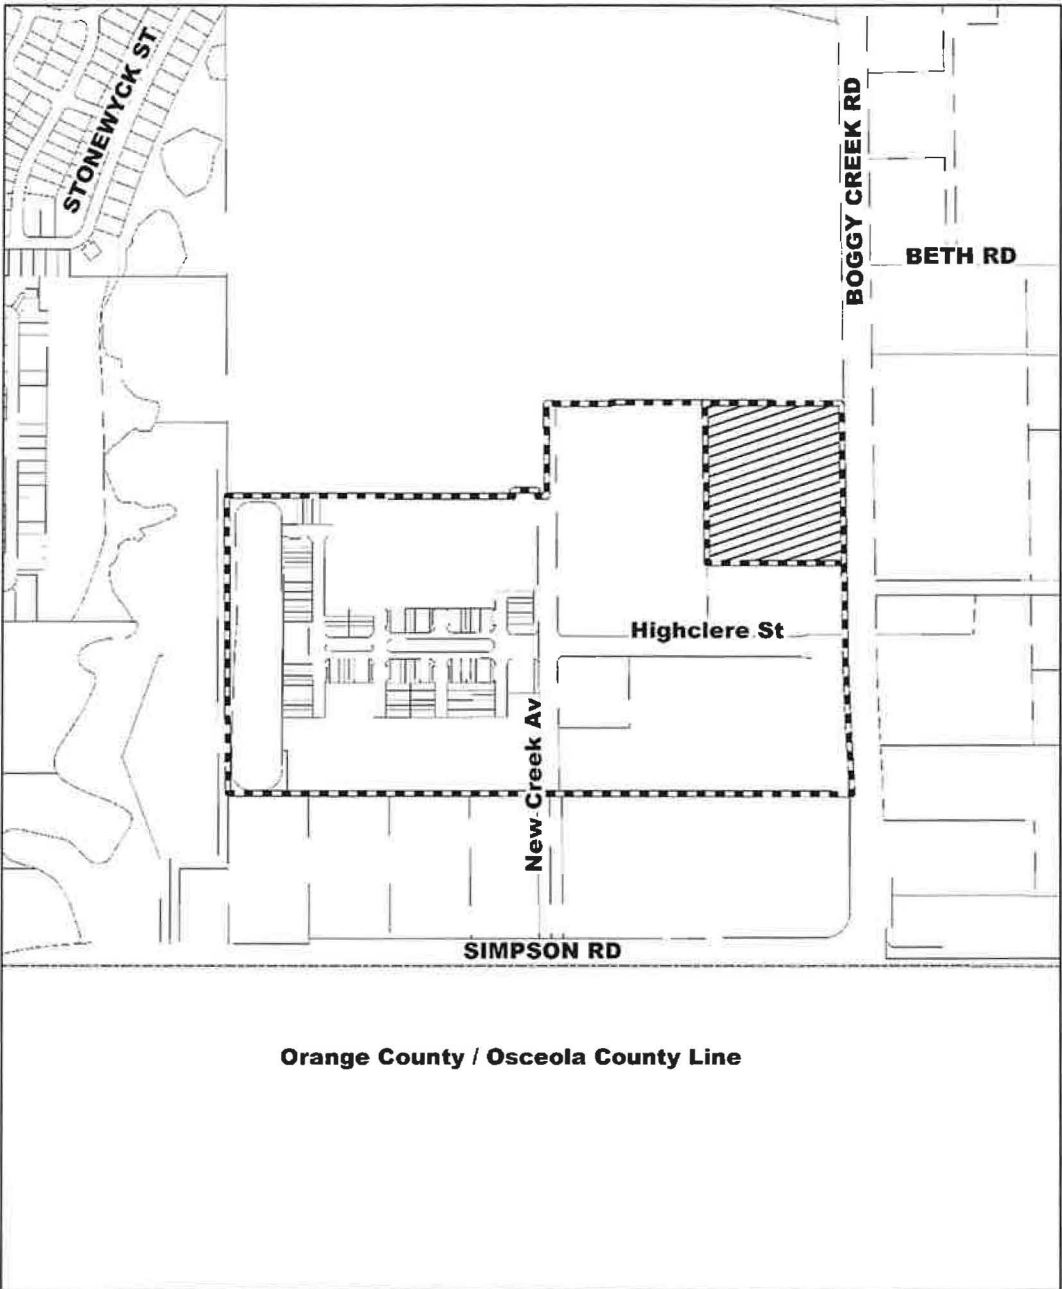 STONEWYCK ST
BOGGY CREEK RD
BETH RD
Highclere St
New Creek Av
SIMPSON RD
Orange County / Osceola County Line